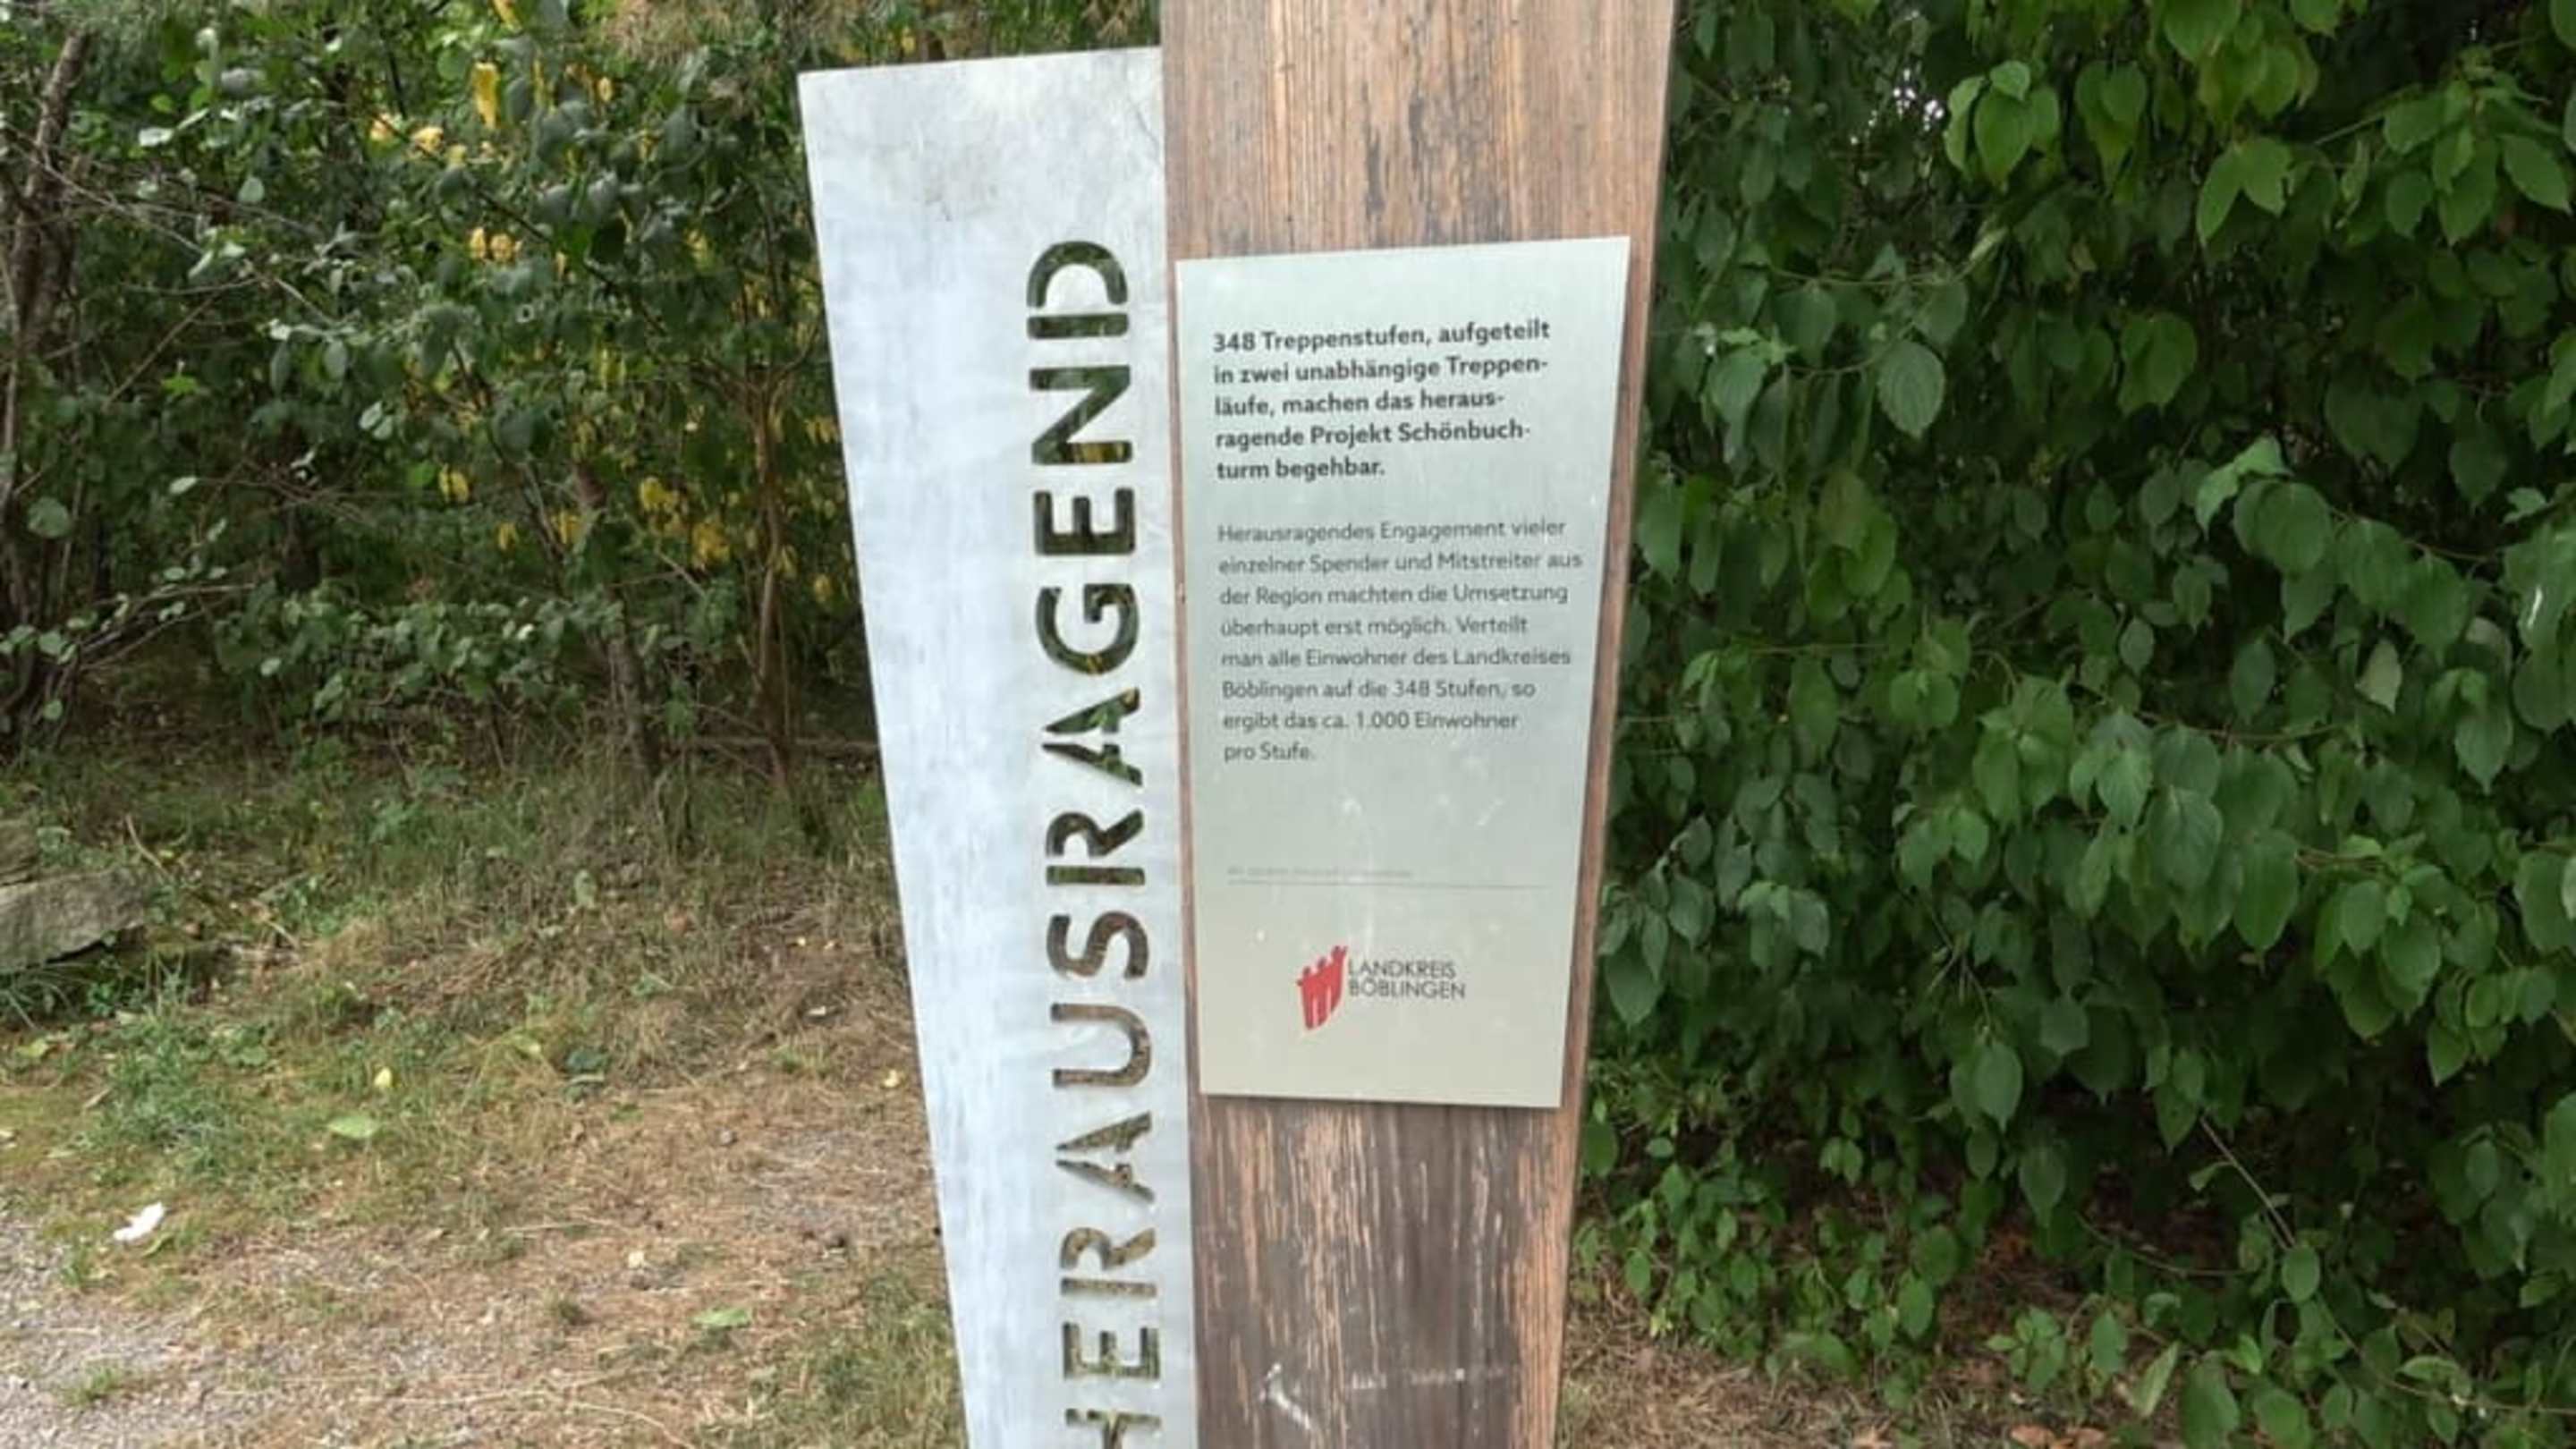 HERAUSRAGEND
348 Treppenstufen, aufgeteilt
in zwei unabhängige Treppen-
läufe, machen das heraus-
ragende Projekt Schönbuch-
turm begehbar.
Herausragendes Engagement vieler
einzelner Spender und Mitstreiter aus
der Region machten die Umsetzung
überhaupt erst möglich. Verteilt
man alle Einwohner des Landkreises
Böblingen auf die 348 Stufen, so
ergibt das ca. 1.000 Einwohner
pro Stufe.
LANDKREIS
BÖBLINGEN